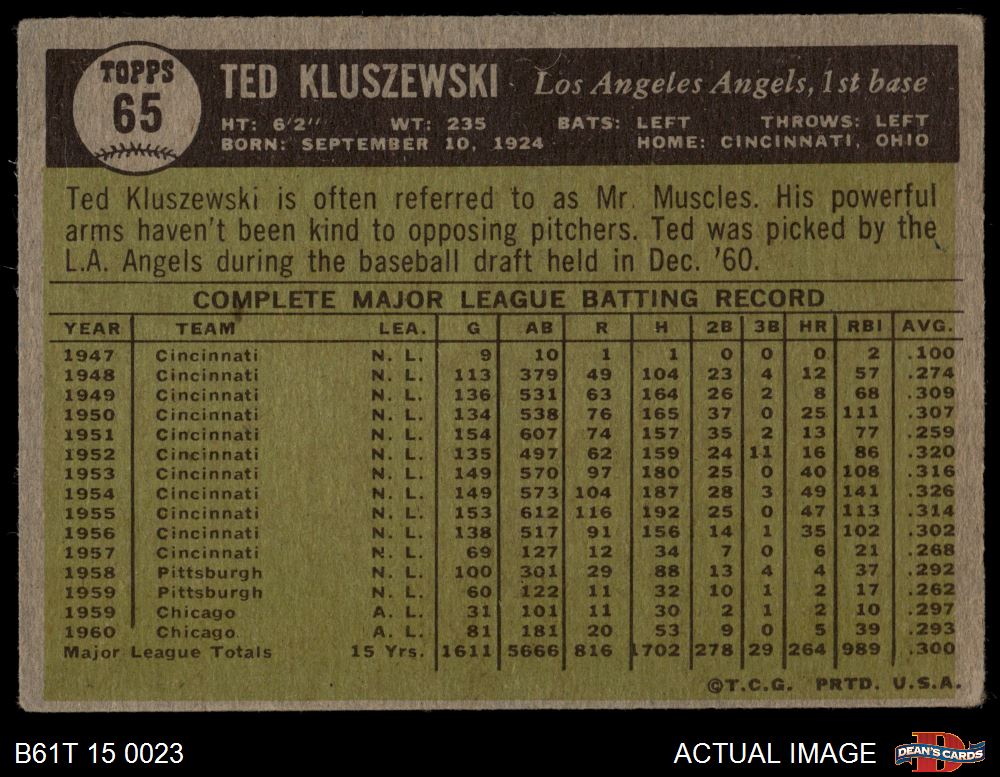 TOPPS
65
TED KLUSZEWSKI Los Angeles Angels, 1st base
HT: 6'2" WT: 235 BATS: LEFT THROWS: LEFT
BORN: SEPTEMBER 10, 1924 HOME: CINCINNATI, OHIO
Ted Kluszewski is often referred to as Mr. Muscles. His powerful
arms haven't been kind to opposing pitchers. Ted was picked by the
L.A. Angels during the baseball draft held in Dec. '60.
COMPLETE MAJOR LEAGUE BATTING RECORD
YEAR TEAM LEA. G AB R H 2B 3B HR RBI AVG.
1947 Cincinnati N. L. 9 10 1 1 0 0 0 2 .100
1948 Cincinnati N. L. 113 379 49 104 23 4 12 57 .274
1949 Cincinnati N. L. 136 531 63 164 26 2 8 68 .309
1950 Cincinnati N. L. 134 538 76 165 37 0 25 111 .307
1951 Cincinnati N. L. 154 607 74 157 35 2 13 77 .259
1952 Cincinnati N. L. 135 497 62 159 24 11 16 86 .320
1953 Cincinnati N. L. 149 570 97 180 25 0 40 108 .316
1954 Cincinnati N. L. 149 573 104 187 28 3 49 141 .326
1955 Cincinnati N. L. 153 612 116 192 25 0 47 113 .314
1956 Cincinnati N. L. 138 517 91 156 14 1 35 102 .302
1957 Cincinnati N. L. 69 127 12 34 7 0 6 21 .268
1958 Pittsburgh N. L. 100 301 29 88 13 4 4 37 .292
1959 Pittsburgh N. L. 60 122 11 32 10 1 2 17 .262
1959 Chicago A. L. 31 101 11 30 2 1 2 10 .297
1960 Chicago A. L. 81 181 20 53 9 0 5 39 .293
Major League Totals 15 Yrs. 1611 5666 816 1702 278 29 264 989 .300
©T.C.G. PRTD. U.S.A.
B61T 15 0023 ACTUAL IMAGE DEAN'S CARDS